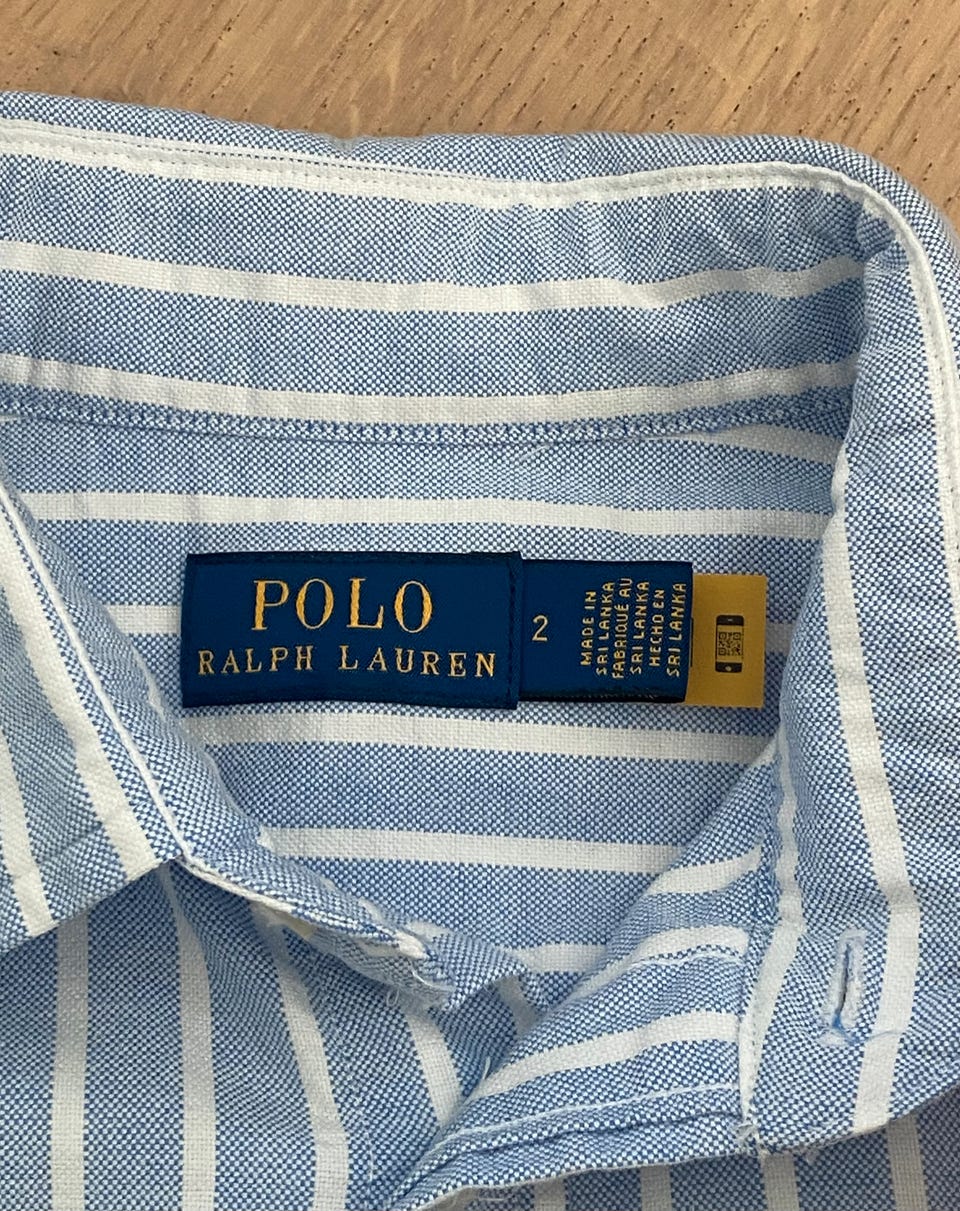 POLO
RALPH LAUREN
2
MADE IN
SRI LANKA
FABRIQUÉ AU
SRI LANKA
HECHO EN
SRI LANKA